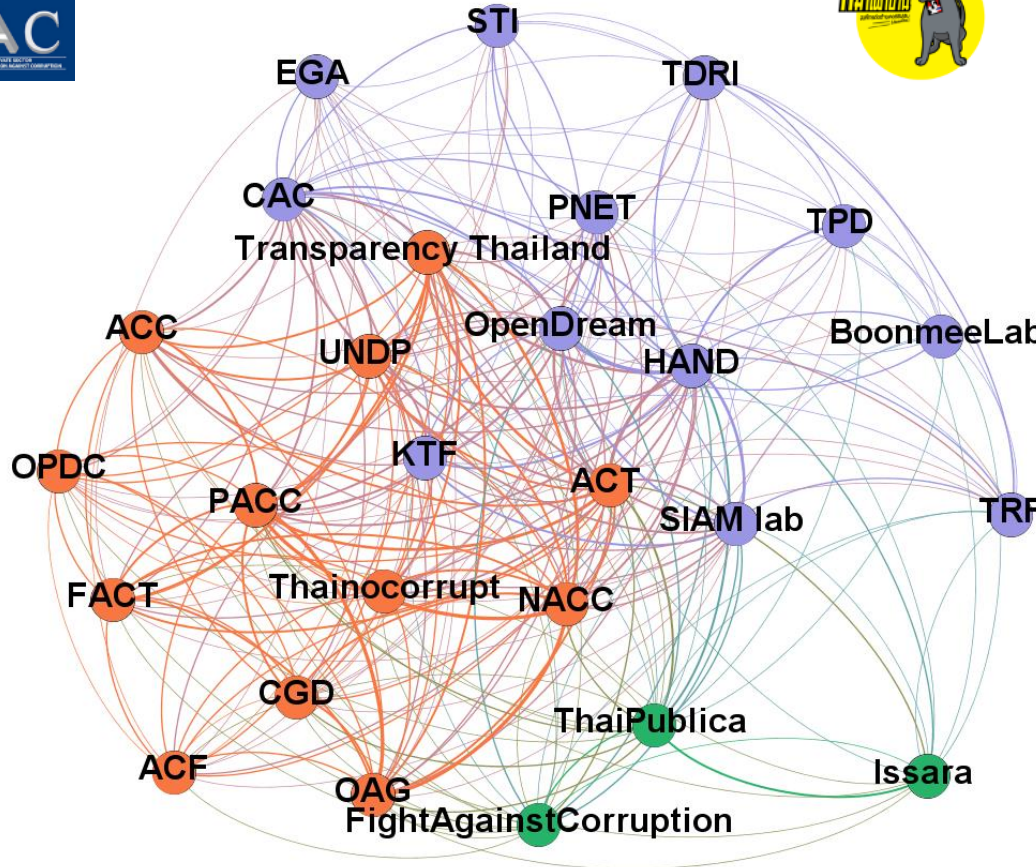 AC
STI
EGA
TDRI
CAC
PNET
TPD
Transparency Thailand
ACC
OpenDream
BoonmeeLab
UNDP
HAND
KTF
OPDC
ACT
PACC
SIAM lab
TRF
Thainocorrupt
FACT
NACC
CGD
ThaiPublica
ACF
Issara
OAG
FightAgainstCorruption